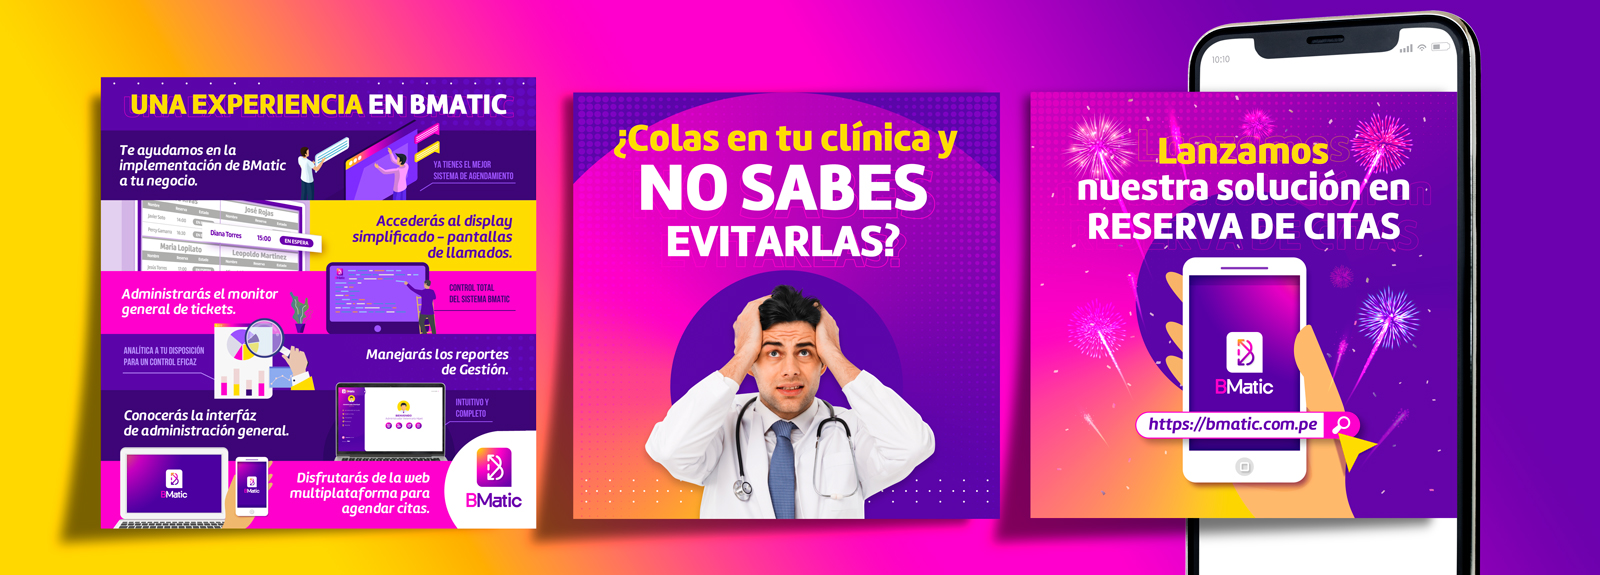 UNA EXPERIENCIA EN BMATIC
Te ayudamos en la
implementación de BMatic
a tu negocio.
YA TIENES EL MEJOR
SISTEMA DE AGENDAMIENTO
José Rojas
Diana Torres 15:00 EN ESPERA
María Lopilato
Leopoldo Martínez
Accederás al display
simplificado – pantallas
de llamados.
Administrarás el monitor
general de tickets.
CONTROL TOTAL
DEL SISTEMA BMATIC
ANALÍTICA A TU DISPOSICIÓN
PARA UN CONTROL EFICAZ
Manejarás los reportes
de Gestión.
Conocerás la interfáz
de administración general.
INTUITIVO Y
COMPLETO
BMatic
BMatic
Disfrutarás de la web
multiplataforma para
agendar citas.
BMatic
¿Colas en tu clínica y
NO SABES
EVITARLAS?
10:10
Lanzamos
nuestra solución en
RESERVA DE CITAS
BMatic
https://bmatic.com.pe